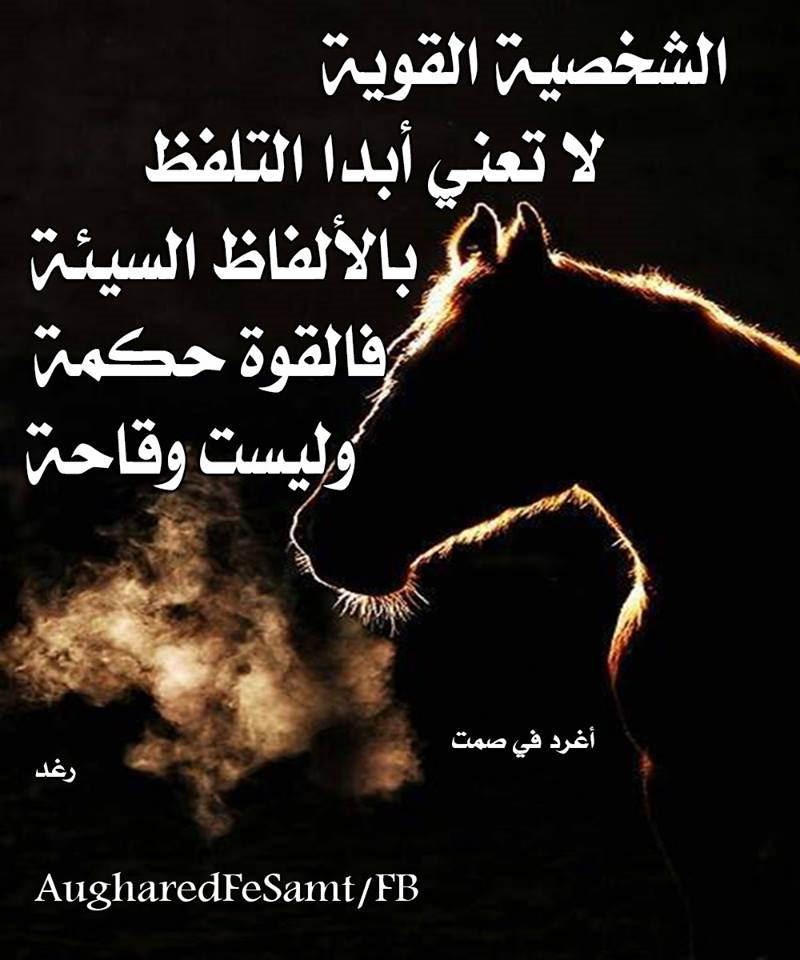 الشخصية القوية
لا تعني أبدا التلفظ
بالألفاظ السيئة
فالقوة حكمة
وليست وقاحة
أغرد في صمت
رغد
AugharedFeSamt/FB